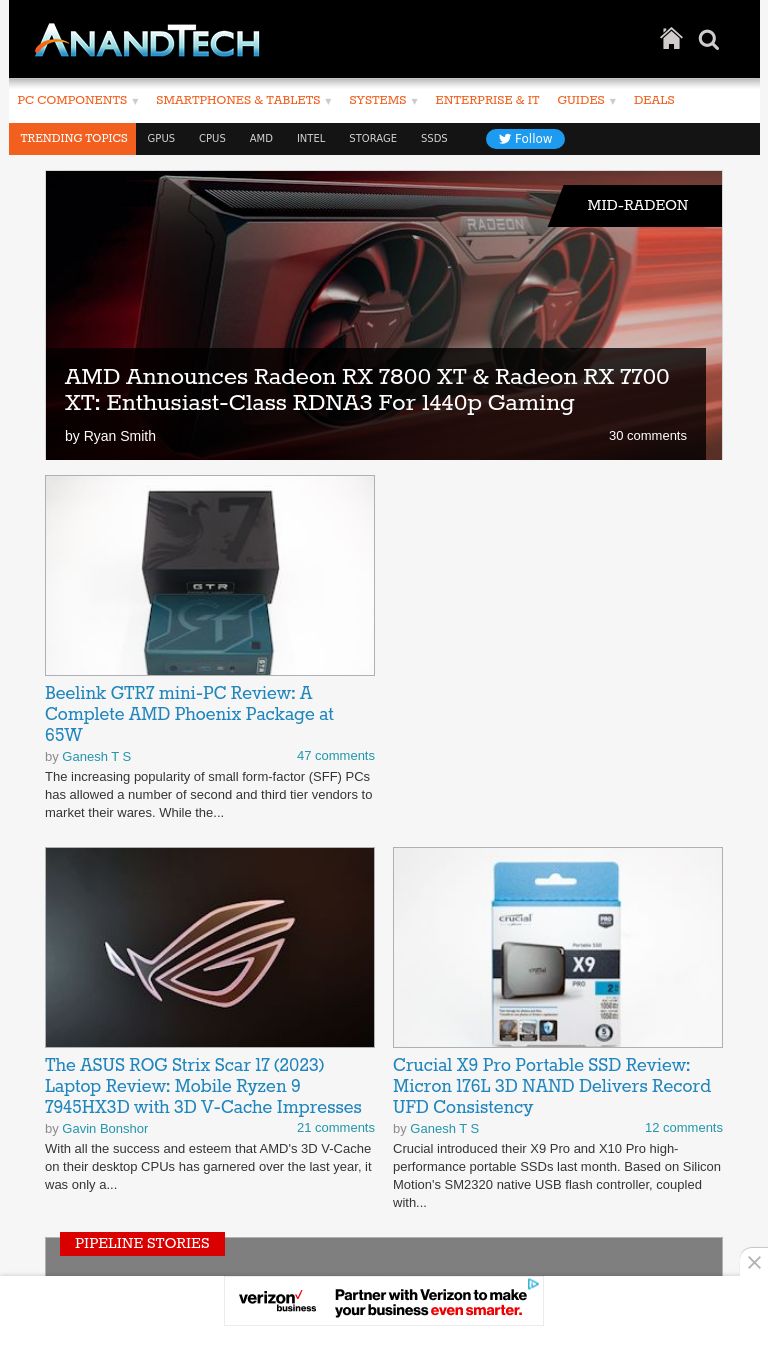 ANANDTECH
PC COMPONENTS
SMARTPHONES & TABLETS
SYSTEMS
ENTERPRISE & IT
GUIDES
DEALS
TRENDING TOPICS
GPUS
CPUS
AMD
INTEL
STORAGE
SSDS
Follow
RADEON
MID-RADEON
AMD Announces Radeon RX 7800 XT & Radeon RX 7700
XT: Enthusiast-Class RDNA3 For 1440p Gaming
by Ryan Smith
30 comments
7
GTR
Beelink GTR7 mini-PC Review: A
Complete AMD Phoenix Package at
65W
by Ganesh T S
47 comments
The increasing popularity of small form-factor (SFF) PCs
has allowed a number of second and third tier vendors to
market their wares. While the...
The ASUS ROG Strix Scar 17 (2023)
Laptop Review: Mobile Ryzen 9
7945HX3D with 3D V-Cache Impresses
by Gavin Bonshor
21 comments
With all the success and esteem that AMD's 3D V-Cache
on their desktop CPUs has garnered over the last year, it
was only a...
crucial
Portable SSD
X9
PRO
Crucial X9 Pro Portable SSD Review:
Micron 176L 3D NAND Delivers Record
UFD Consistency
by Ganesh T S
12 comments
Crucial introduced their X9 Pro and X10 Pro high-
performance portable SSDs last month. Based on Silicon
Motion's SM2320 native USB flash controller, coupled
with...
PIPELINE STORIES
verizon
business
Partner with Verizon to make
your business even smarter.